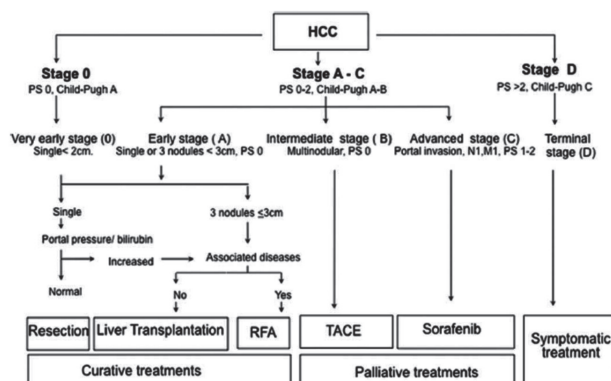 HCC
Stage 0
PS 0, Child-Pugh A
Stage A - C
PS 0-2, Child-Pugh A-B
Stage D
PS >2, Child-Pugh C
Very early stage (0)
Single< 2cm.
Early stage ( A)
Single or 3 nodules < 3cm, PS 0
Intermediate stage ( B)
Multinodular, PS 0
Advanced stage (C)
Portal invasion, N1,M1, PS 1-2
Terminal
stage (D)
Single
3 nodules ≤3cm
Portal pressure/ bilirubin
Increased
Associated diseases
Normal
No
Yes
Resection
Liver Transplantation
RFA
TACE
Sorafenib
Symptomatic
treatment
Curative treatments
Palliative treatments